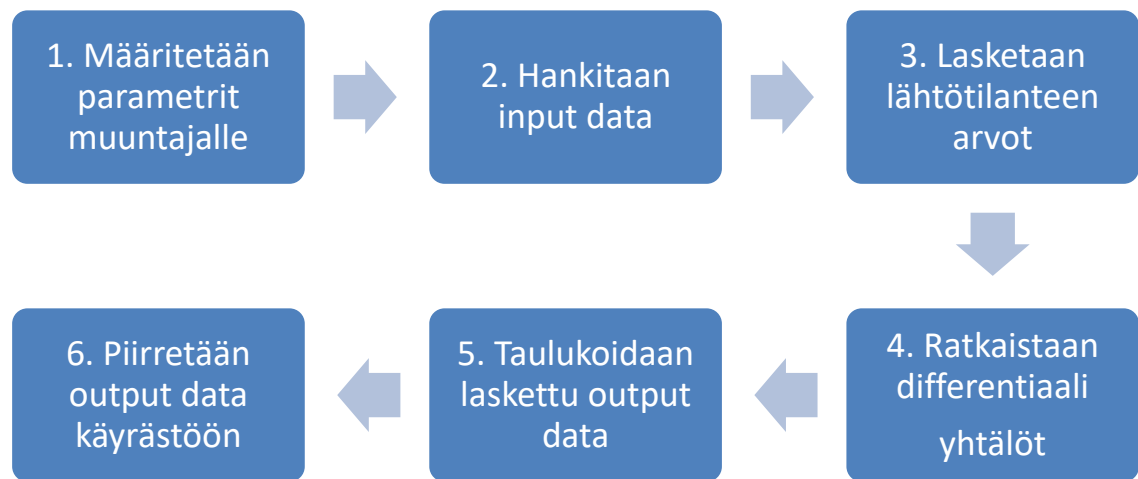 1. Määritetään
parametrit
muuntajalle
2. Hankitaan
input data
3. Lasketaan
lähtötilanteen
arvot
4. Ratkaistaan
differentiaali
yhtälöt
5. Taulukoidaan
laskettu output
data
6. Piirretään
output data
käyrästöön